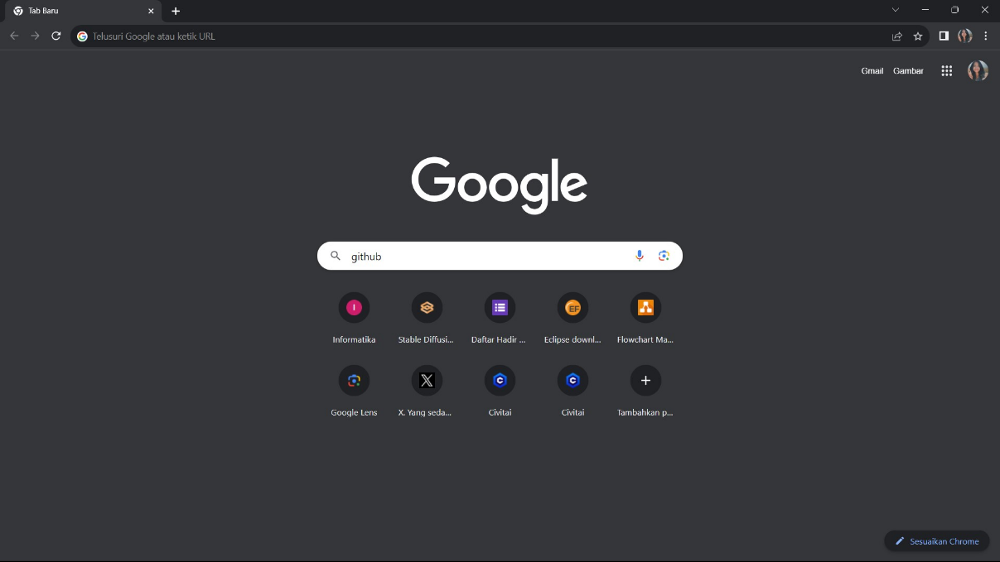 Tab Baru
Telusuri Google atau ketik URL
Gmail Gambar
Google
github
Informatika Stable Diffusi... Daftar Hadir ... Eclipse downl... Flowchart Ma...
Google Lens X. Yang seda... Civitai Civitai Tambahkan p...
Sesuaikan Chrome